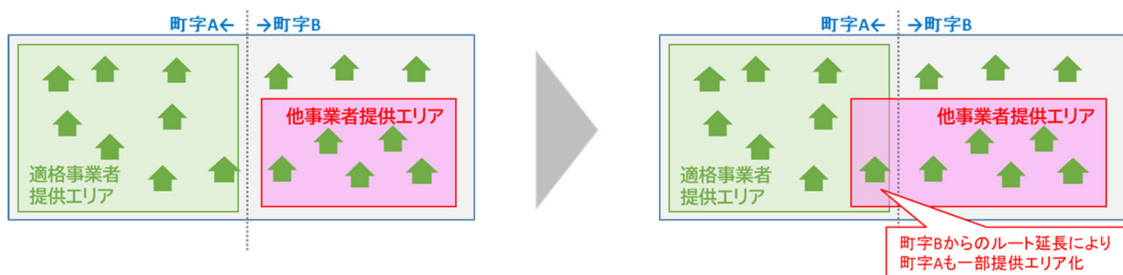 町字A← →町字B
他事業者提供エリア
適格事業者
提供エリア
町字A← →町字B
他事業者提供エリア
適格事業者
提供エリア
町字Bからのルート延長により
町字Aも一部提供エリア化